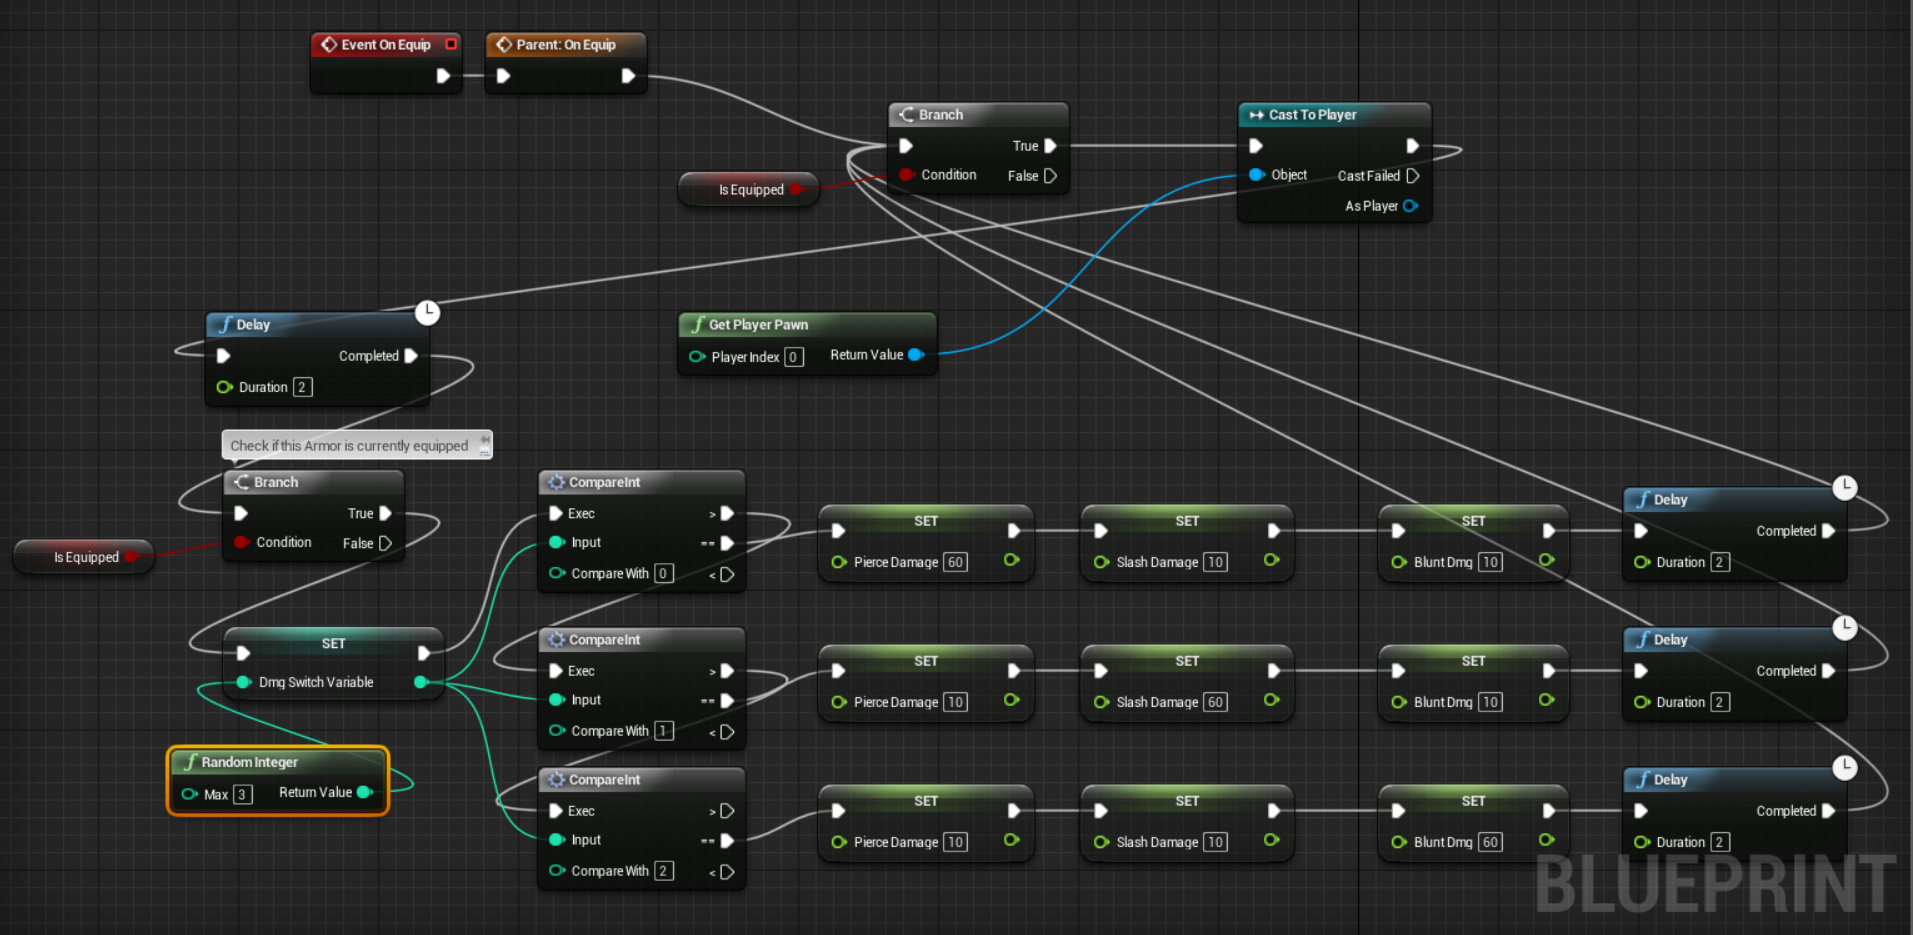 Event On Equip
Parent: On Equip
Branch
True
Condition
False
Is Equipped
Cast To Player
Object
Cast Failed
As Player
Delay
Completed
Duration 2
Get Player Pawn
Player Index 0
Return Value
Check if this Armor is currently equipped
Branch
True
Condition
False
Is Equipped
SET
Dmg Switch Variable
Random Integer
Max 3
Return Value
CompareInt
Exec >
Input ==
Compare With 0 <
SET
Pierce Damage 60
SET
Slash Damage 10
SET
Blunt Dmg 10
Delay
Completed
Duration 2
CompareInt
Exec >
Input ==
Compare With 1 <
SET
Pierce Damage 10
SET
Slash Damage 60
SET
Blunt Dmg 10
Delay
Completed
Duration 2
CompareInt
Exec >
Input ==
Compare With 2 <
SET
Pierce Damage 10
SET
Slash Damage 10
SET
Blunt Dmg 60
Delay
Completed
Duration 2
BLUEPRINT